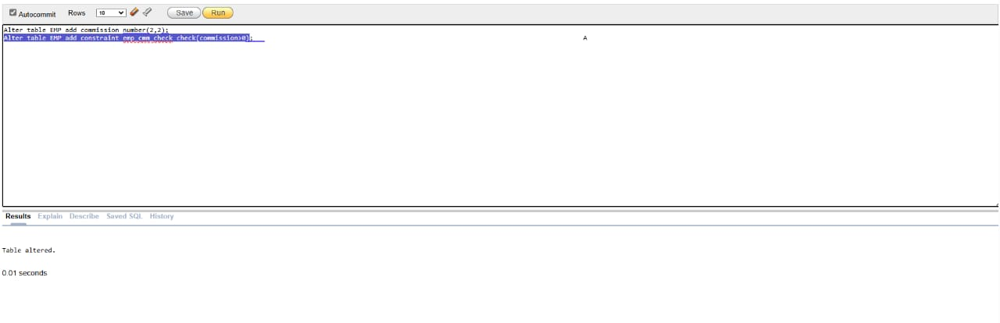 Autocommit Rows 10 Save Run
Alter table EMP add commission number(2,2);
Alter table EMP add constraint emp_cmm_check check(commission>0);
A
Results Explain Describe Saved SQL History
Table altered.
0.01 seconds